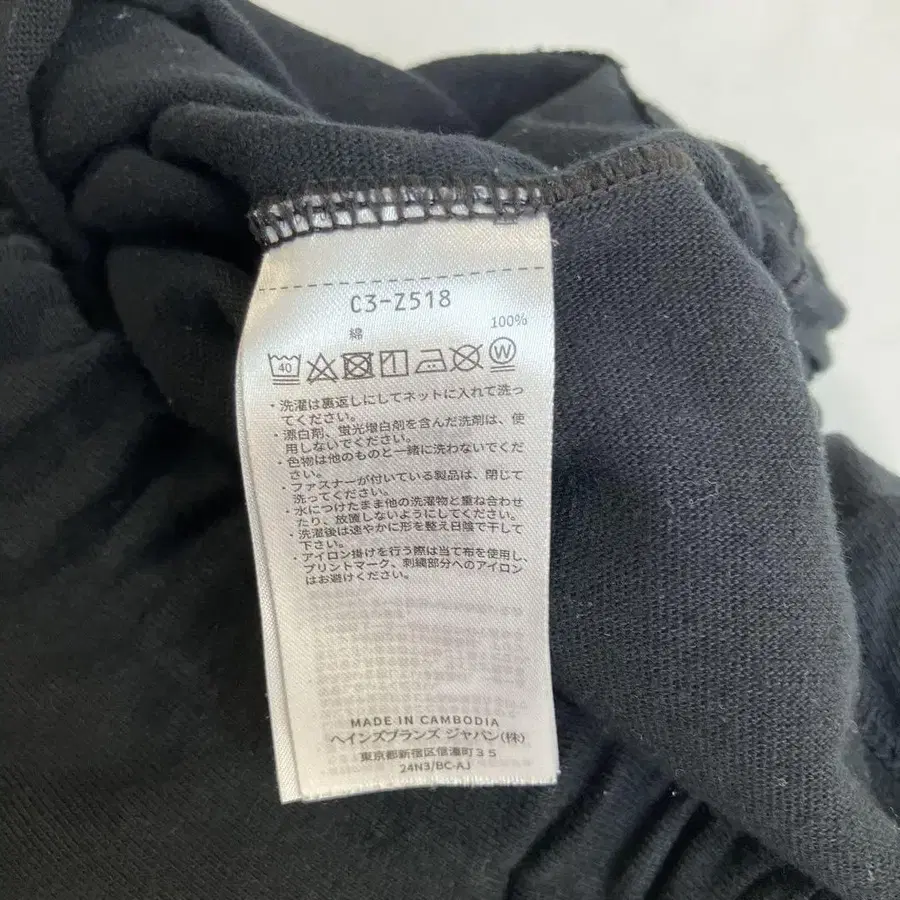 C3-Z518
綿 100%
40 W
・洗濯は裏返しにしてネットに入れて洗っ
てください。
・漂白剤、蛍光増白剤を含んだ洗剤は、使
用しないでください。
・色物は他のものと一緒に洗わないでくだ
さい。
・ファスナーが付いている製品は、閉じて
洗ってください。
・水につけたまま他の洗濯物と重ね合わせ
たり、放置しないようにしてください。
・洗濯後は速やかに形を整え日陰で干して
下さい。
・アイロン掛けを行う際は当て布を使用し、
プリントマーク、刺繍部分へのアイロン
はお避けください。
MADE IN CAMBODIA
ヘインズブランズ ジャパン(株)
東京都新宿区信濃町35
24N3/BC-AJ